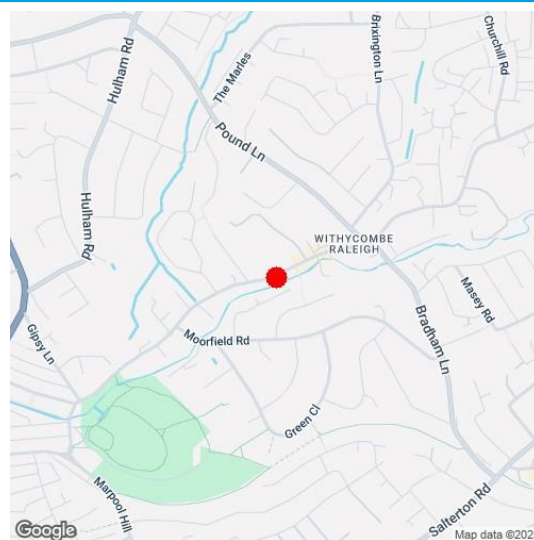 Hulham Rd
The Marles
Brixington Ln
Churchill Rd
Pound Ln
Hulham Rd
WITHYCOMBE
RALEIGH
Masey Rd
Gipsy Ln
Moorfield Rd
Bradham Ln
Green Cl
Marpool Hill
Salterton Rd
Google
Map data ©202